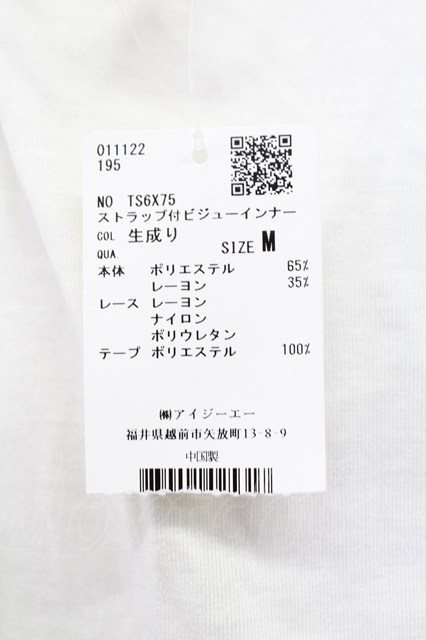 011122
195
NO TS6X75
ストラップ付ビジューインナー
COL 生成り
QUA. SIZE M
本体 ポリエステル 65%
レーヨン 35%
レース レーヨン
ナイロン
ポリウレタン
テープ ポリエステル 100%
㈱アイジーエー
福井県越前市矢放町13-8-9
中国製